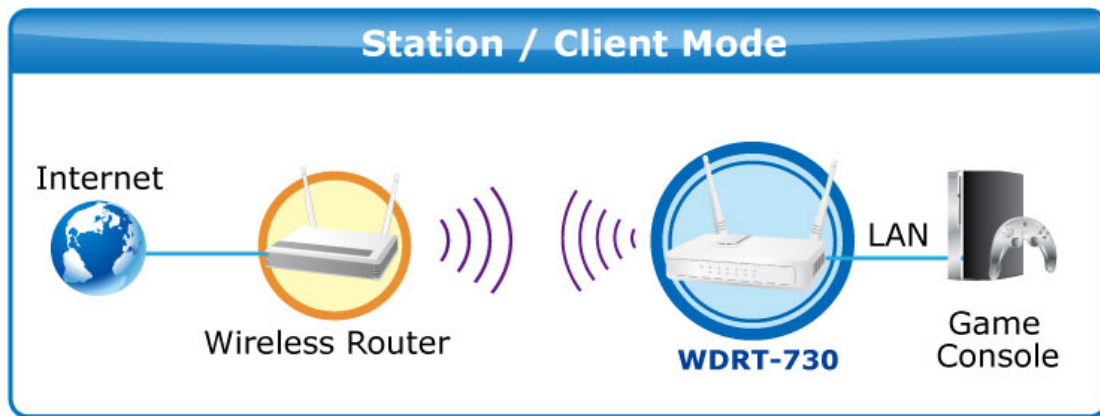 Station / Client Mode
Internet
Wireless Router
WDRT-730
LAN
Game
Console